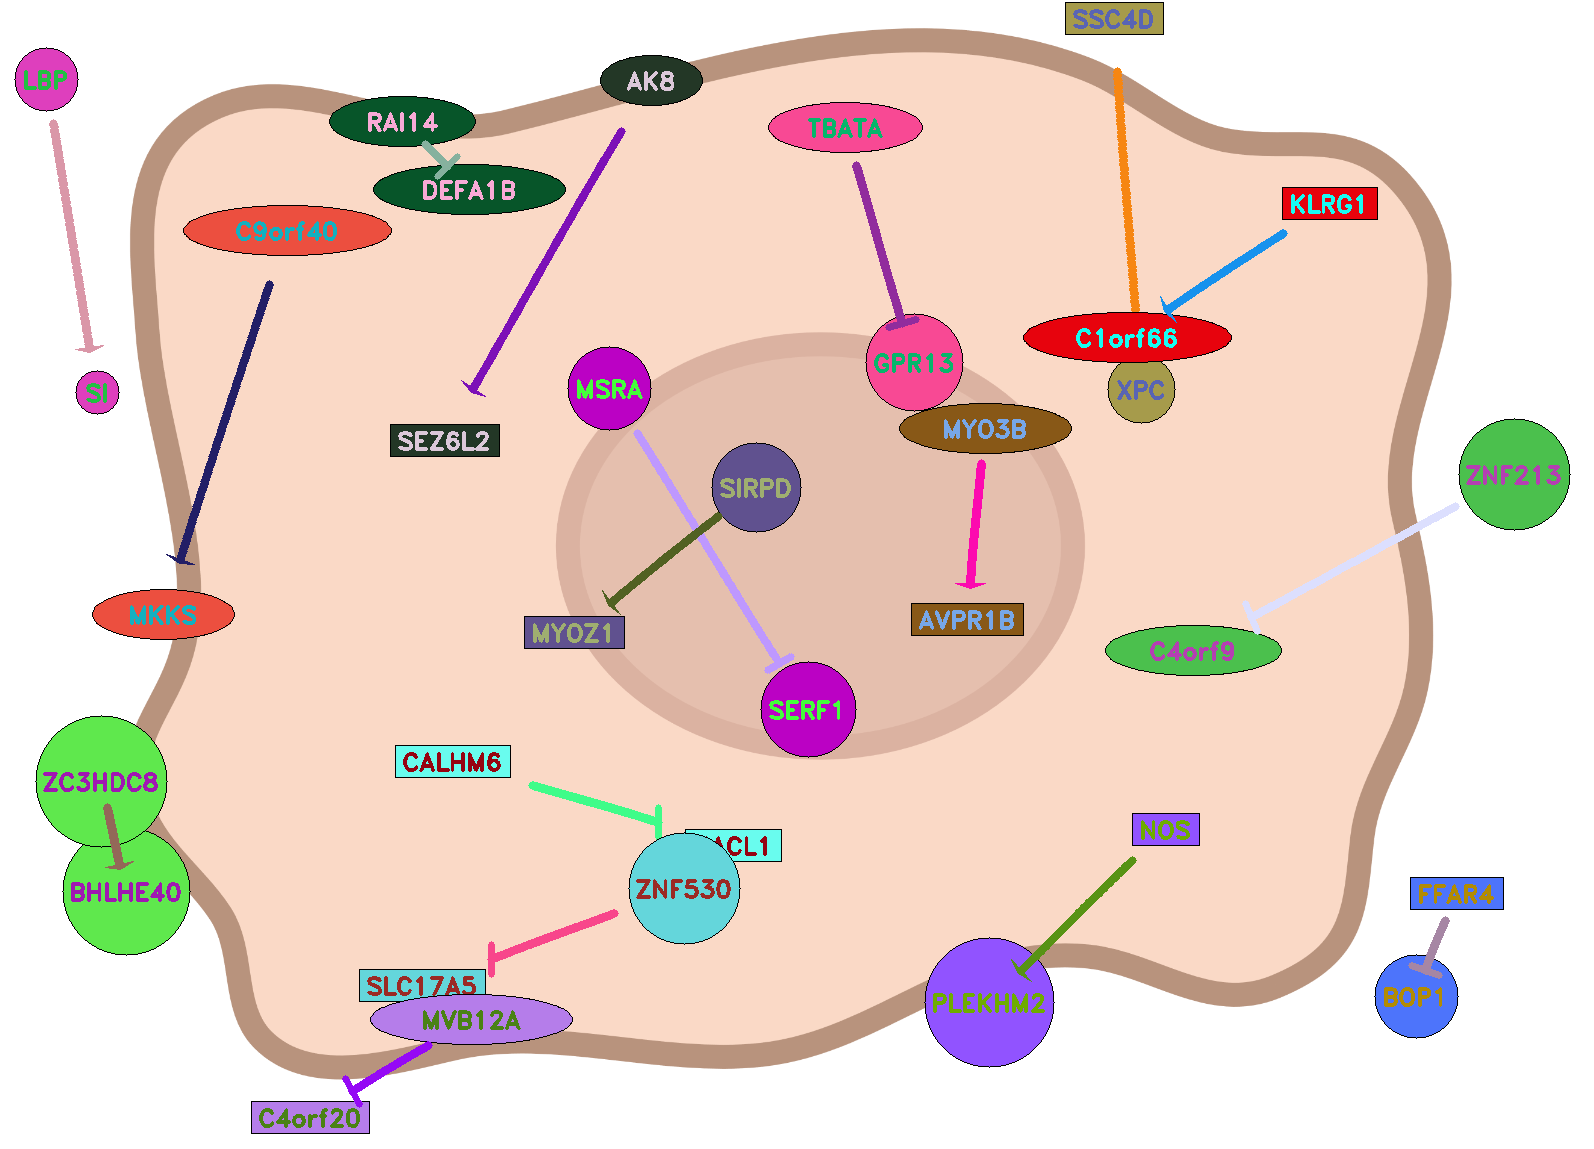 SSC4D
LBP
AK8
RAI14
TBATA
DEFA1B
KLRG1
C9orf40
C1orf66
GPR13
MSRA
XPC
SI
MYO3B
SEZ6L2
ZNF213
SIRPD
MKKS
AVPR1B
MYOZ1
C4orf9
SERF1
CALHM6
ZC3HDC8
NOS
ZNF530
BHLHE40
FFAR4
SLC17A5
BOP1
PLEKHM2
MVB12A
C4orf20